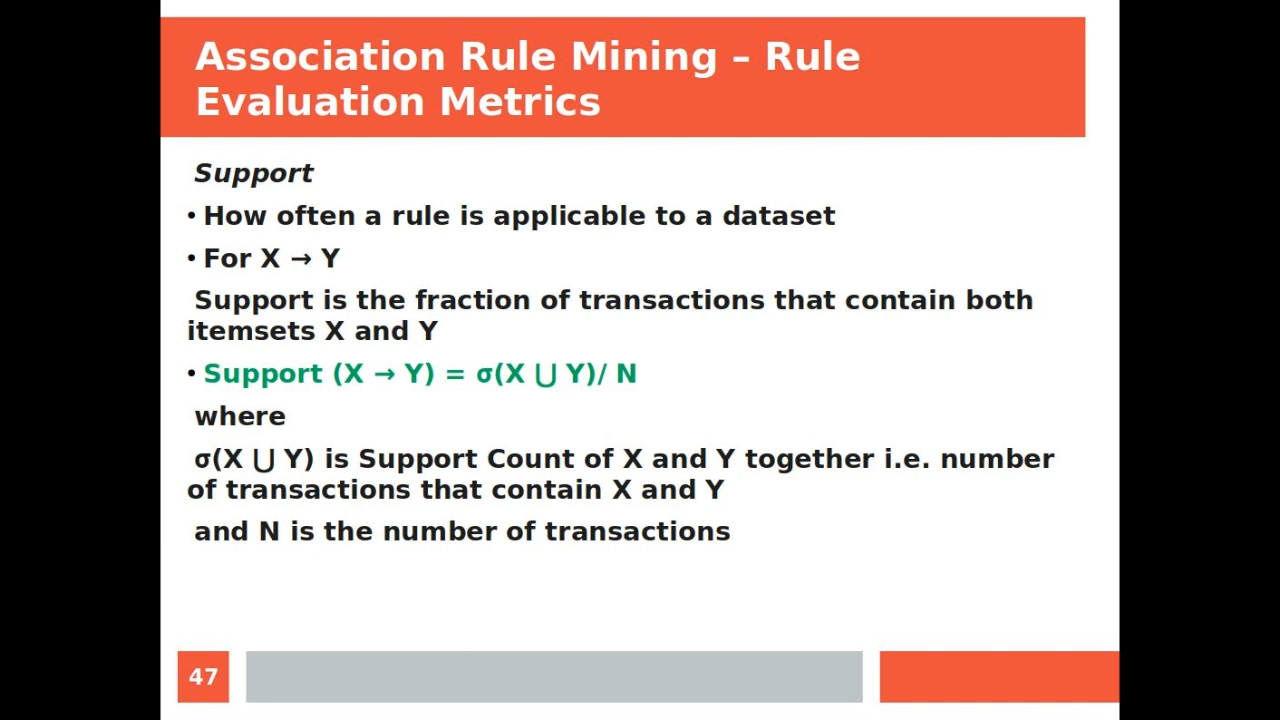 Association Rule Mining – Rule
Evaluation Metrics
Support
• How often a rule is applicable to a dataset
• For X → Y
Support is the fraction of transactions that contain both
itemsets X and Y
• Support (X → Y) = σ(X ⋃ Y)/ N
where
σ(X ⋃ Y) is Support Count of X and Y together i.e. number
of transactions that contain X and Y
and N is the number of transactions
47